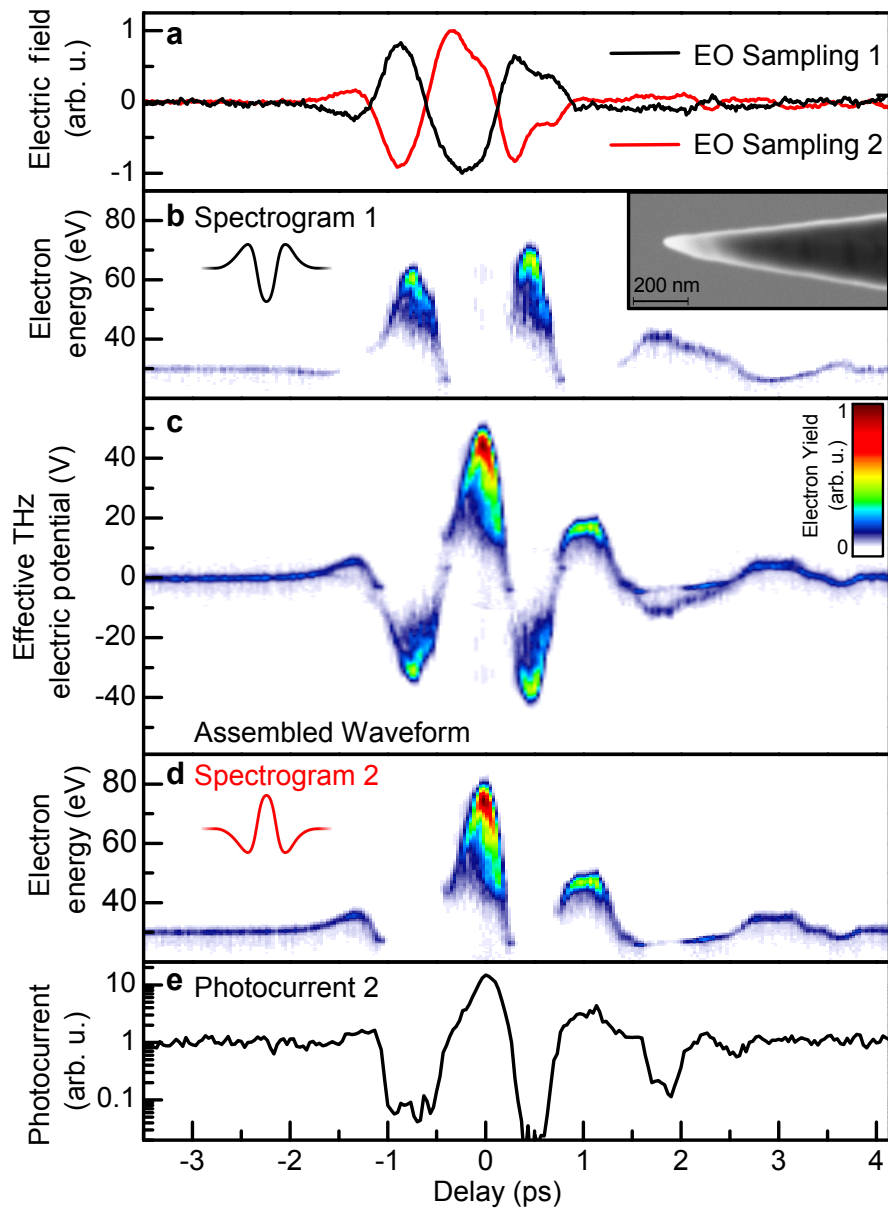 a
Electric field
(arb. u.)
1
0
-1
EO Sampling 1
EO Sampling 2
b Spectrogram 1
Electron
energy (eV)
80
60
40
200 nm
c
Effective THz
electric potential (V)
40
20
0
-20
-40
Electron Yield
(arb. u.)
1
0
Assembled Waveform
d Spectrogram 2
Electron
energy (eV)
80
60
40
e Photocurrent 2
Photocurrent
(arb. u.)
10
1
0.1
-3 -2 -1 0 1 2 3 4
Delay (ps)